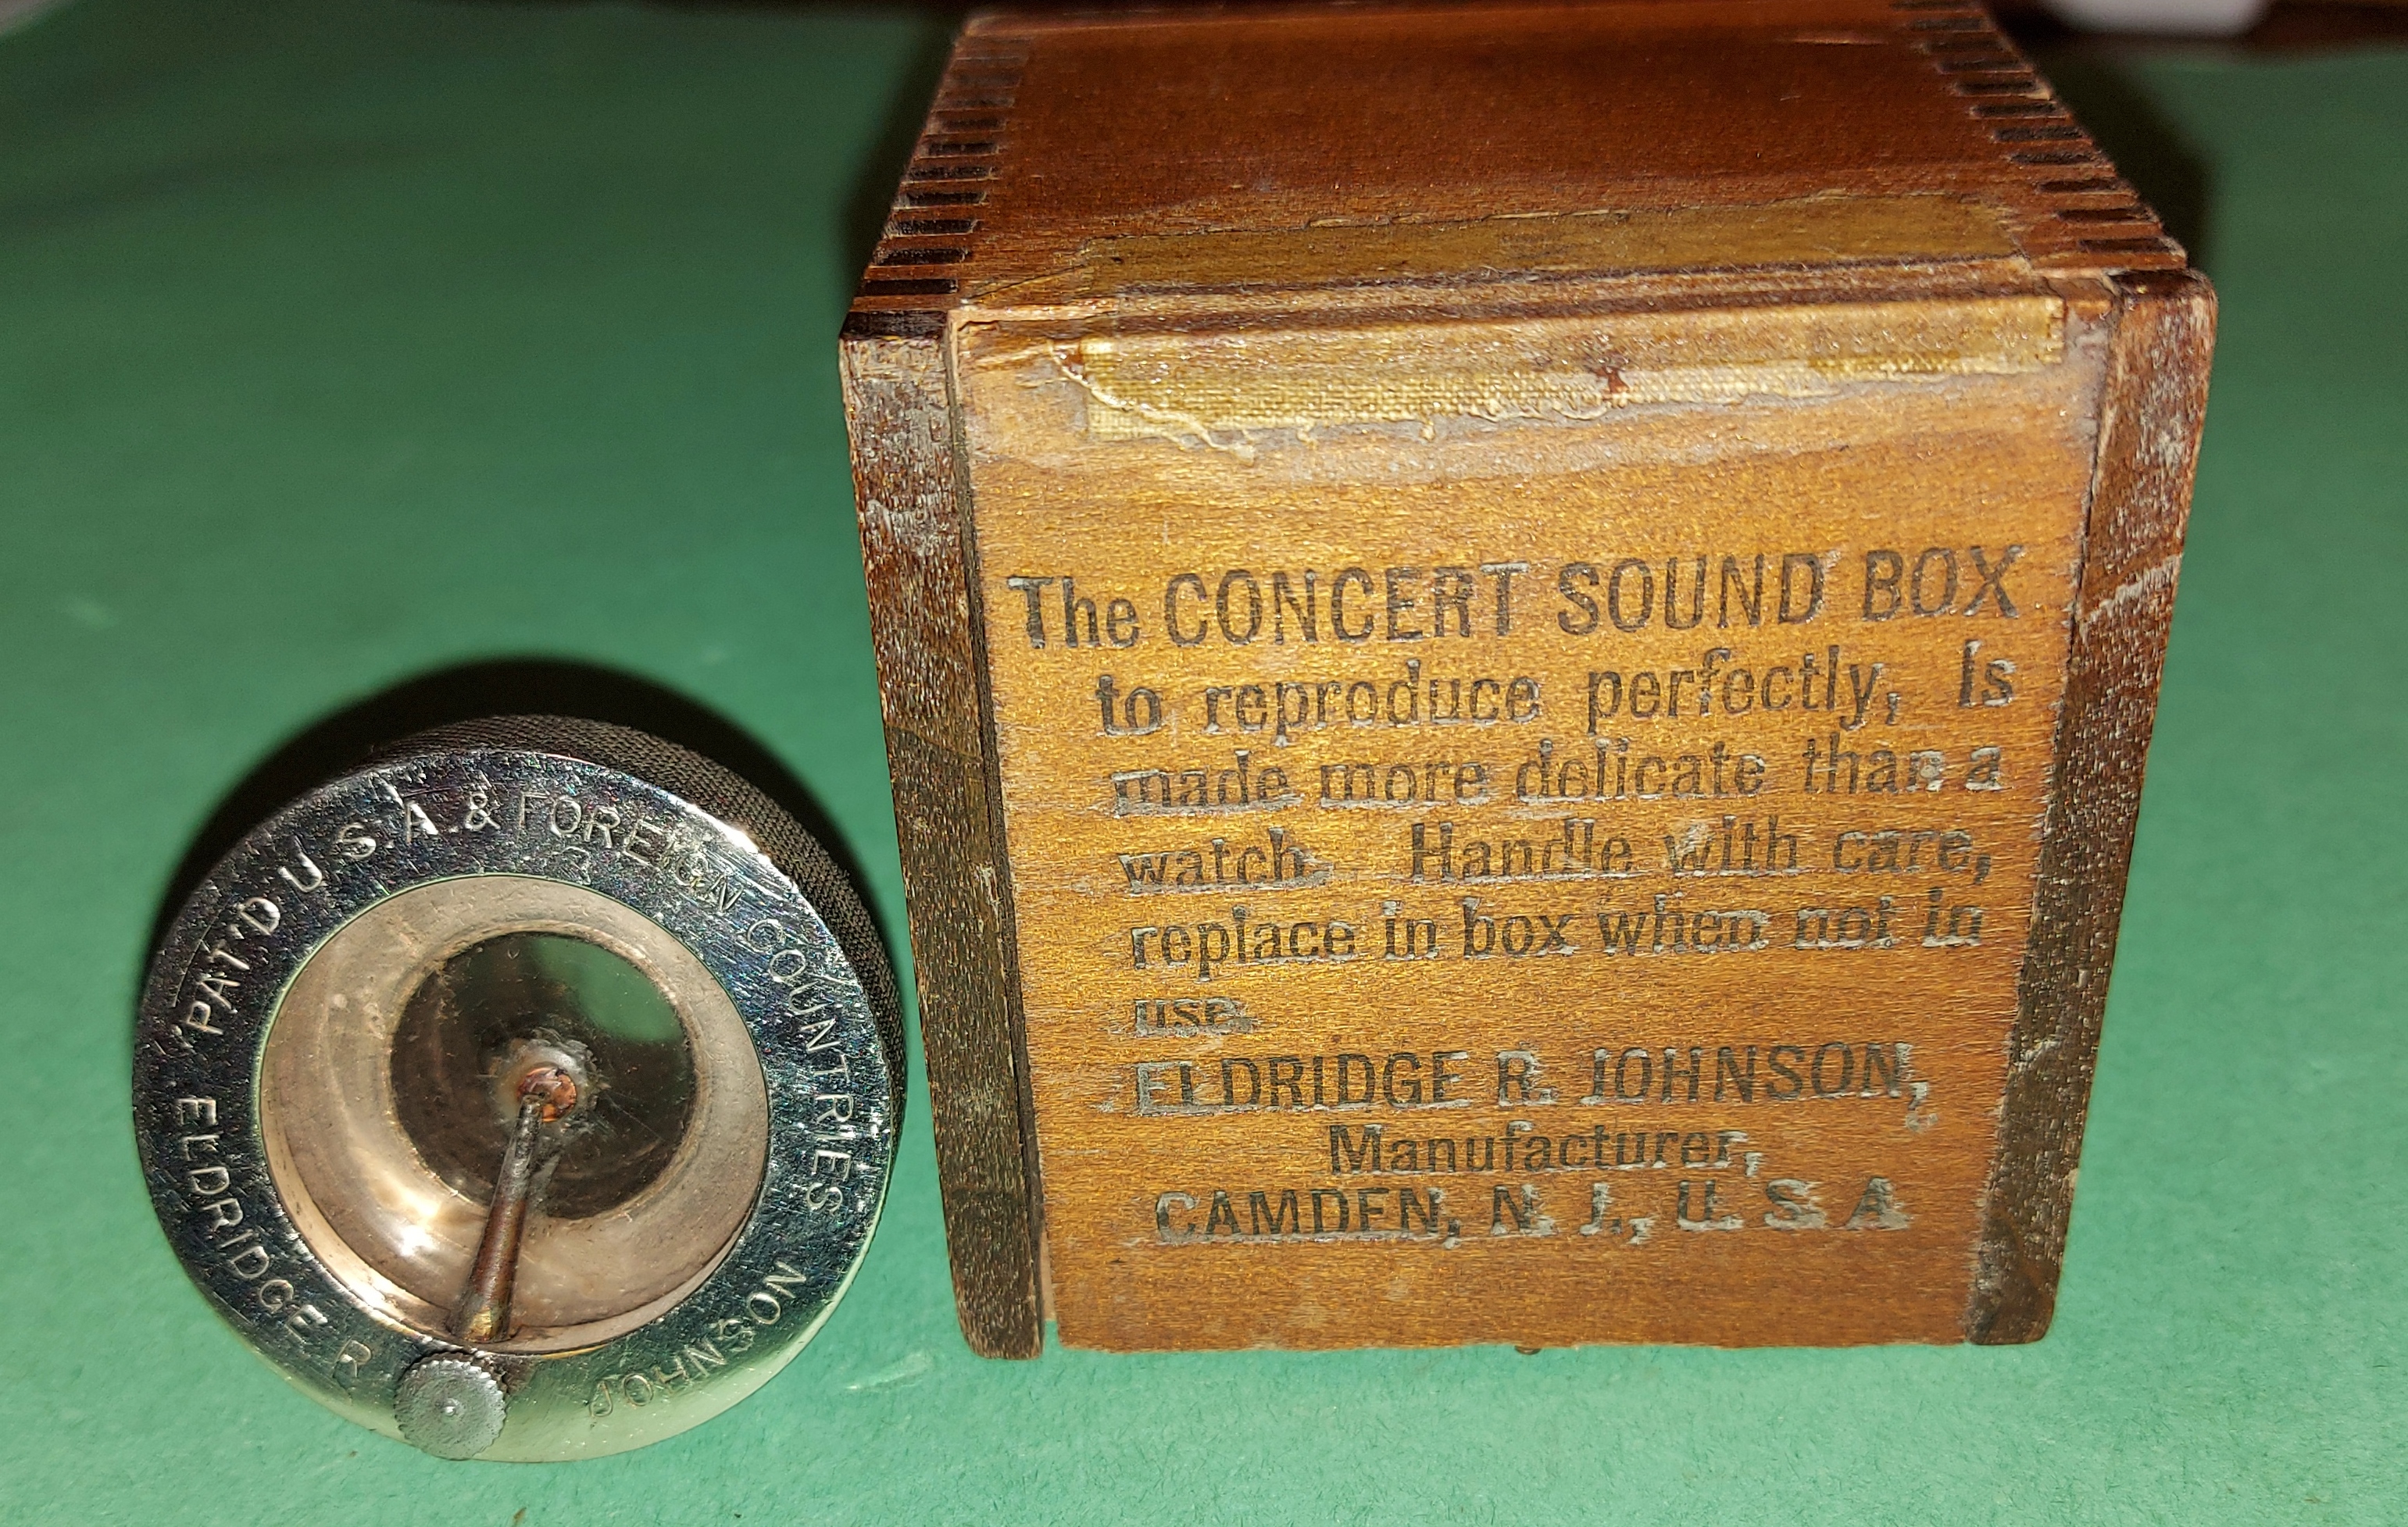 PAT'D U.S.A. & FOREIGN COUNTRIES
ELDRIDGE R JOHNSON
The CONCERT SOUND BOX
to reproduce perfectly, is
made more delicate than a
watch. Handle with care,
replace in box when not in
use.
ELDRIDGE R. JOHNSON,
Manufacturer,
CAMDEN, N. J., U. S. A